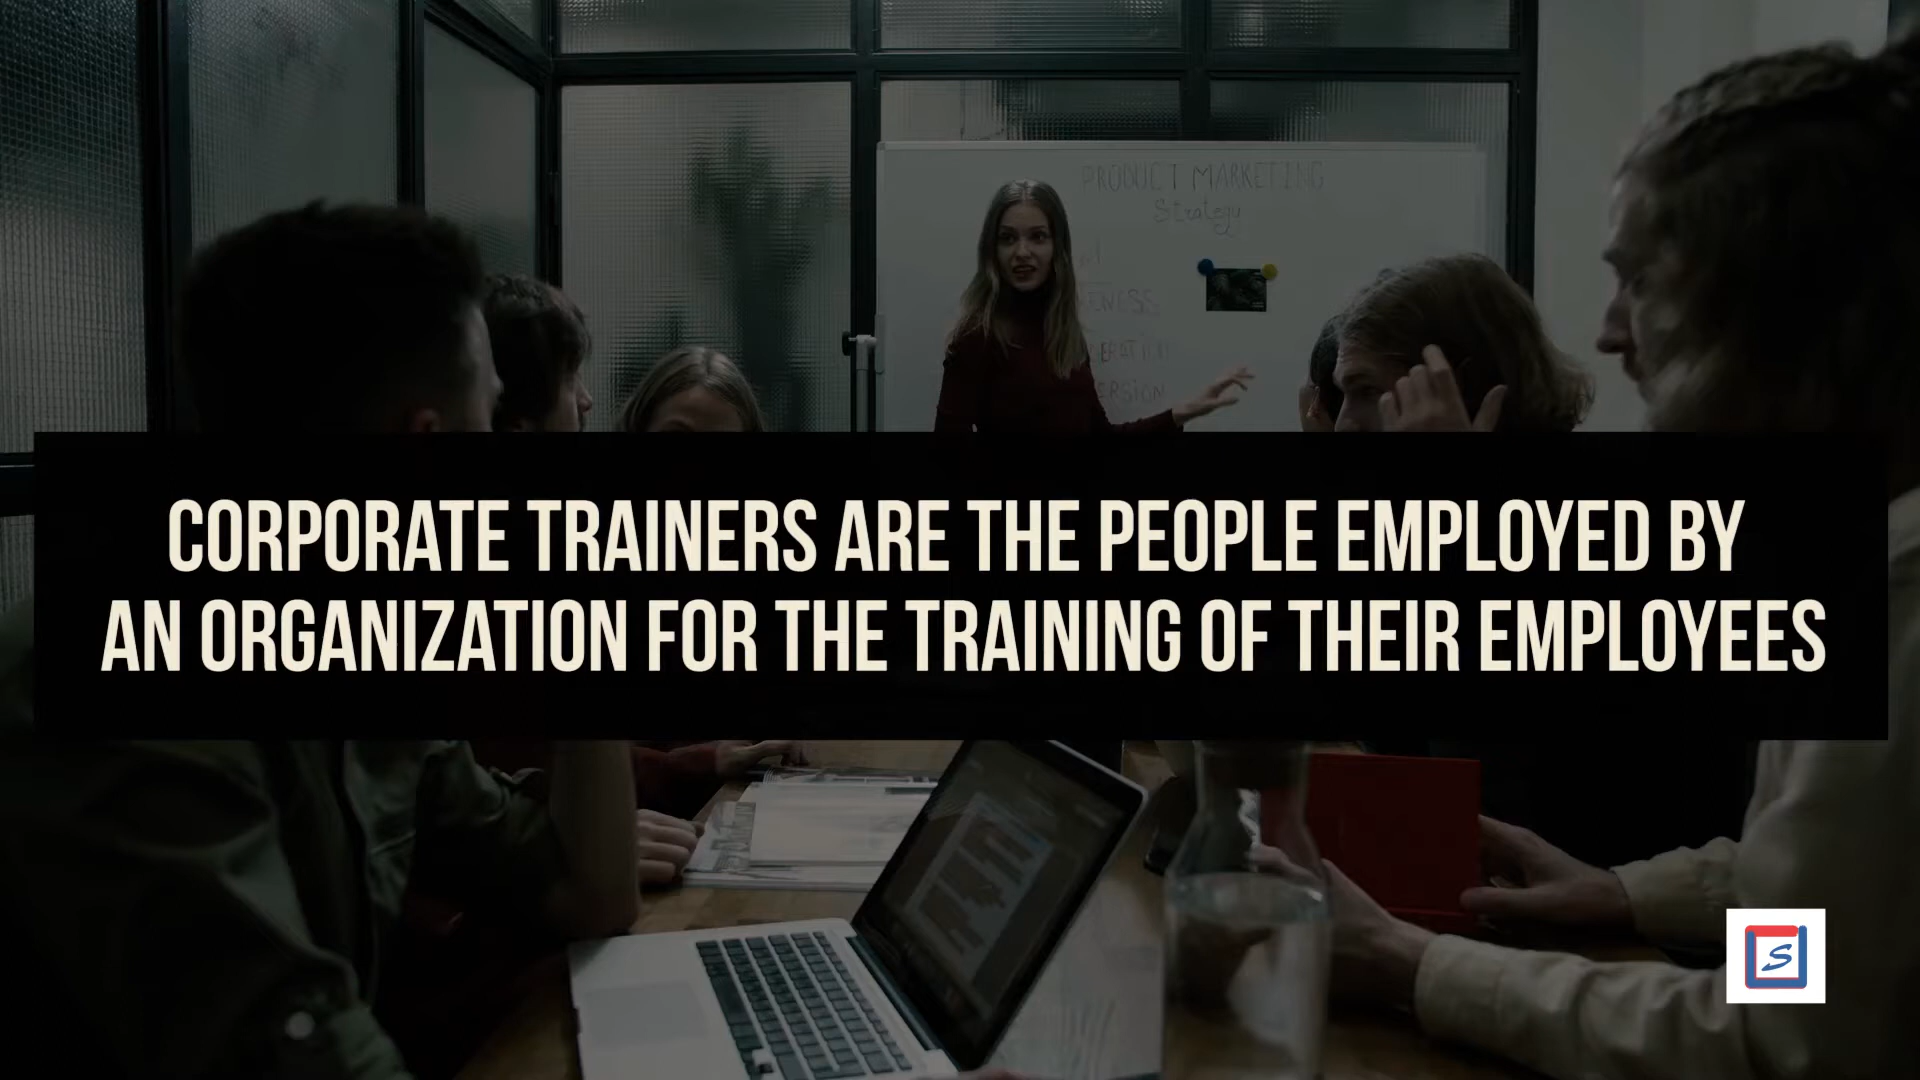 PRODUCT MARKETING
Strategy
CORPORATE TRAINERS ARE THE PEOPLE EMPLOYED BY
AN ORGANIZATION FOR THE TRAINING OF THEIR EMPLOYEES
S